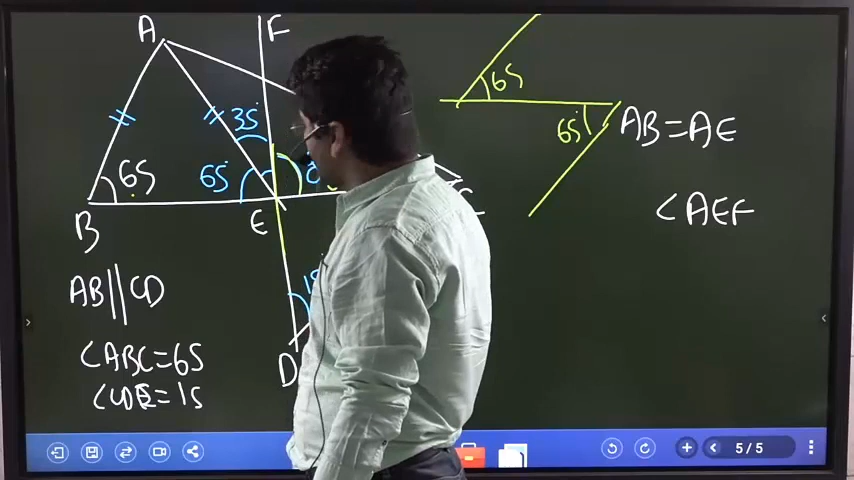 A
F
35°
65
65°
B
E
D
AB||CD
<ABC=65
<CDE=15
65
65°
AB=AE
<AEF
5/5